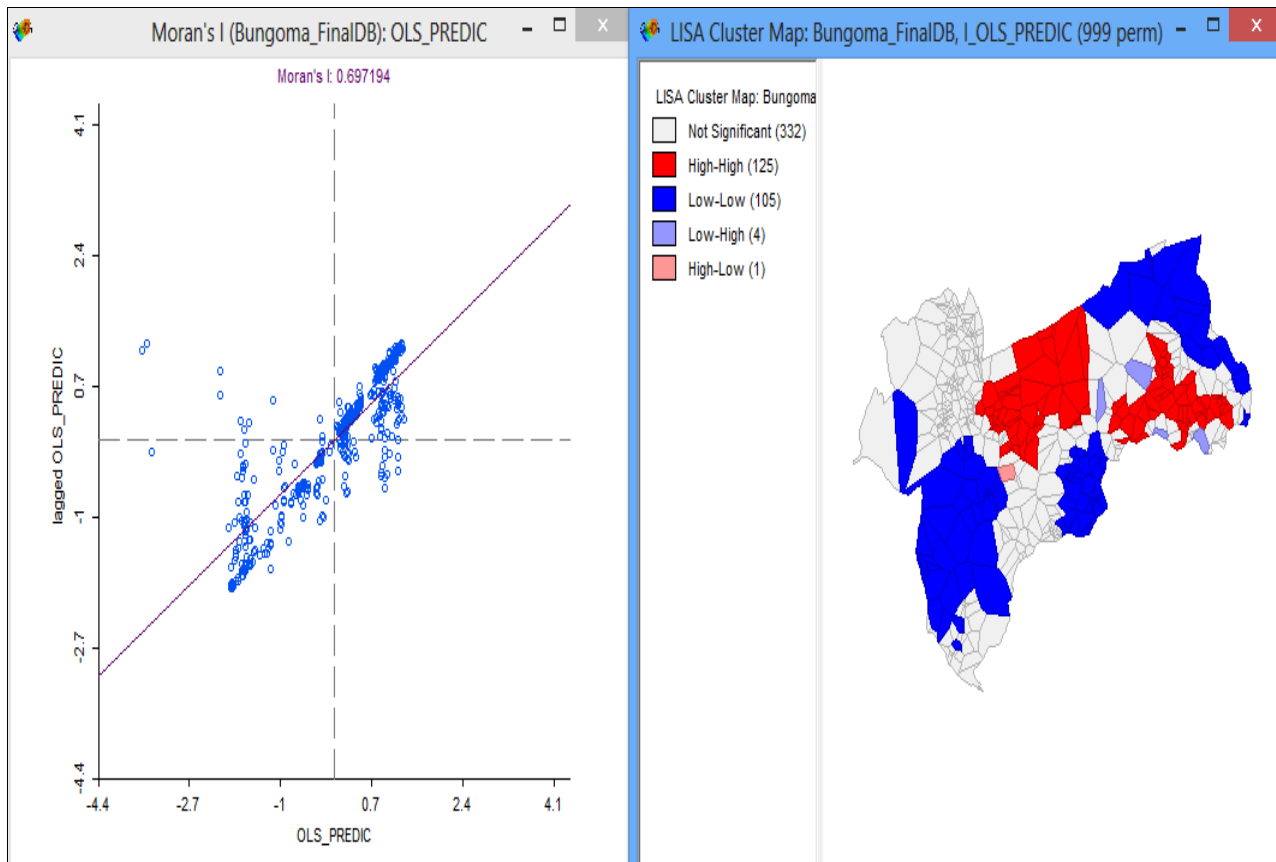 Moran's I (Bungoma_FinalDB): OLS_PREDIC
Moran's I: 0.697194
4.1
2.4
0.7
-1
-2.7
-4.4
lagged OLS_PREDIC
-4.4 -2.7 -1 0.7 2.4 4.1
OLS_PREDIC
LISA Cluster Map: Bungoma_FinalDB, I_OLS_PREDIC (999 perm)
LISA Cluster Map: Bungoma
Not Significant (332)
High-High (125)
Low-Low (105)
Low-High (4)
High-Low (1)